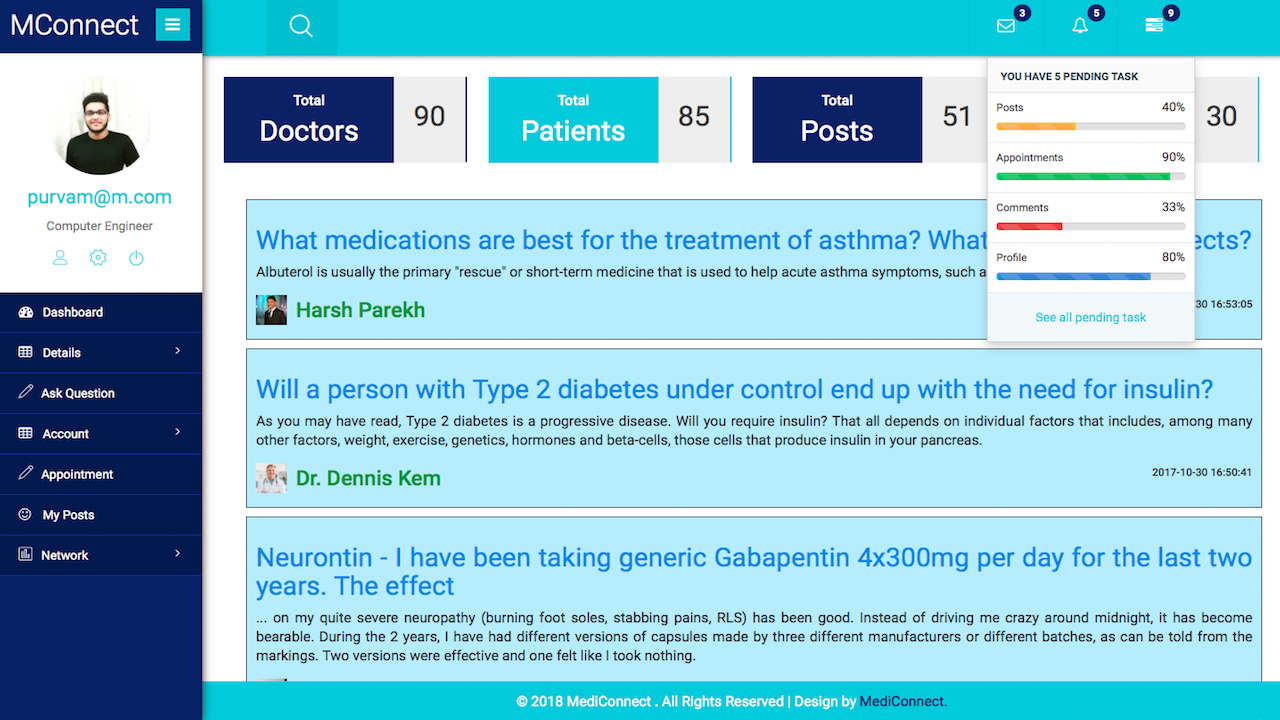 MConnect
3
5
9
purvam@m.com
Computer Engineer
Dashboard
Details
Ask Question
Account
Appointment
My Posts
Network
Total
Doctors
90
Total
Patients
85
Total
Posts
51
30
YOU HAVE 5 PENDING TASK
Posts 40%
Appointments 90%
Comments 33%
Profile 80%
See all pending task
What medications are best for the treatment of asthma? What ects?
Albuterol is usually the primary "rescue" or short-term medicine that is used to help acute asthma symptoms, such a
Harsh Parekh
30 16:53:05
Will a person with Type 2 diabetes under control end up with the need for insulin?
As you may have read, Type 2 diabetes is a progressive disease. Will you require insulin? That all depends on individual factors that includes, among many
other factors, weight, exercise, genetics, hormones and beta-cells, those cells that produce insulin in your pancreas.
Dr. Dennis Kem
2017-10-30 16:50:41
Neurontin - I have been taking generic Gabapentin 4x300mg per day for the last two
years. The effect
... on my quite severe neuropathy (burning foot soles, stabbing pains, RLS) has been good. Instead of driving me crazy around midnight, it has become
bearable. During the 2 years, I have had different versions of capsules made by three different manufacturers or different batches, as can be told from the
markings. Two versions were effective and one felt like I took nothing.
© 2018 MediConnect . All Rights Reserved | Design by MediConnect.